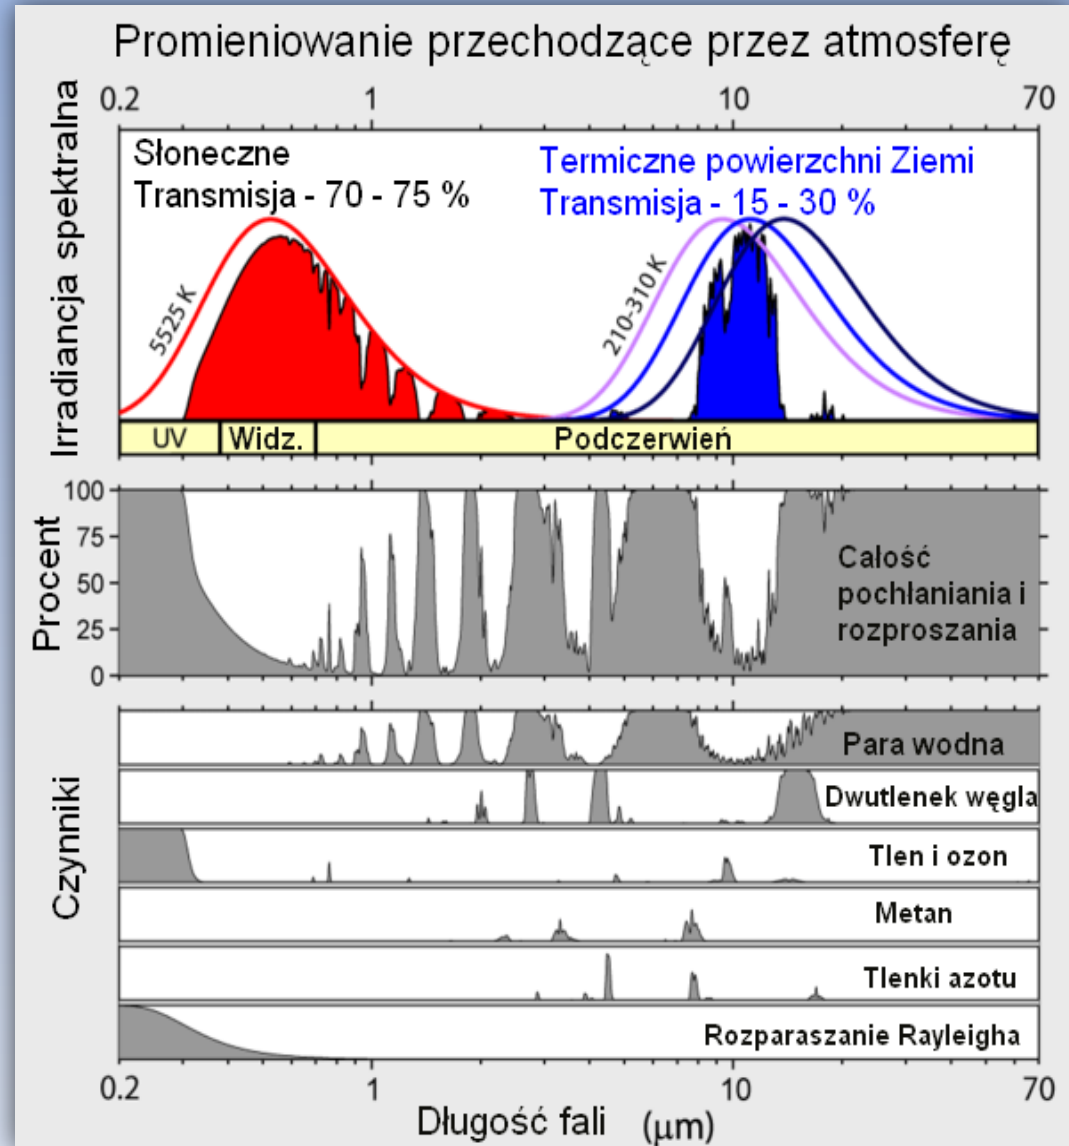 Promieniowanie przechodzące przez atmosferę
0.2 1 10 70
Irradiancja spektralna
Słoneczne
Transmisja - 70 - 75 %
Termiczne powierzchni Ziemi
Transmisja - 15 - 30 %
5525 K
210-310 K
UV Widz. Podczerwień
Procent
100
75
50
25
0
Całość
pochłaniania i
rozproszania
Czynniki
Para wodna
Dwutlenek węgla
Tlen i ozon
Metan
Tlenki azotu
Rozparaszanie Rayleigha
0.2 1 10 70
Długość fali (µm)